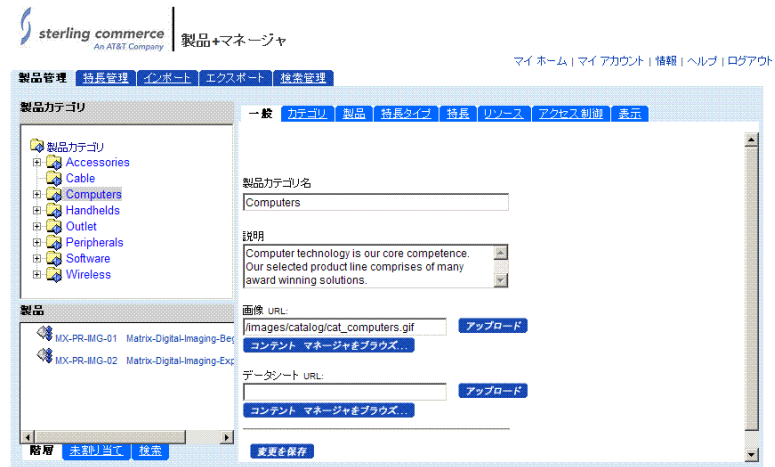 sterling commerce
An AT&T Company
製品+マネージャ
マイ ホーム | マイ アカウント | 情報 | ヘルプ | ログアウト
製品管理 特長管理 インポート エクスポート 検索管理
製品カテゴリ
製品カテゴリ
Accessories
Cable
Computers
Handhelds
Outlet
Peripherals
Software
Wireless
製品
MX-PR-IMG-01 Matrix-Digital-Imaging-Beg
MX-PR-IMG-02 Matrix-Digital-Imaging-Exp
階層 未割り当て 検索
一般 カテゴリ 製品 特長タイプ 特長 リソース アクセス制御 表示
製品カテゴリ名
Computers
説明
Computer technology is our core competence.
Our selected product line comprises of many
award winning solutions.
画像 URL:
/images/catalog/cat_computers.gif アップロード
コンテント マネージャをブラウズ...
データシート URL:
アップロード
コンテント マネージャをブラウズ...
変更を保存